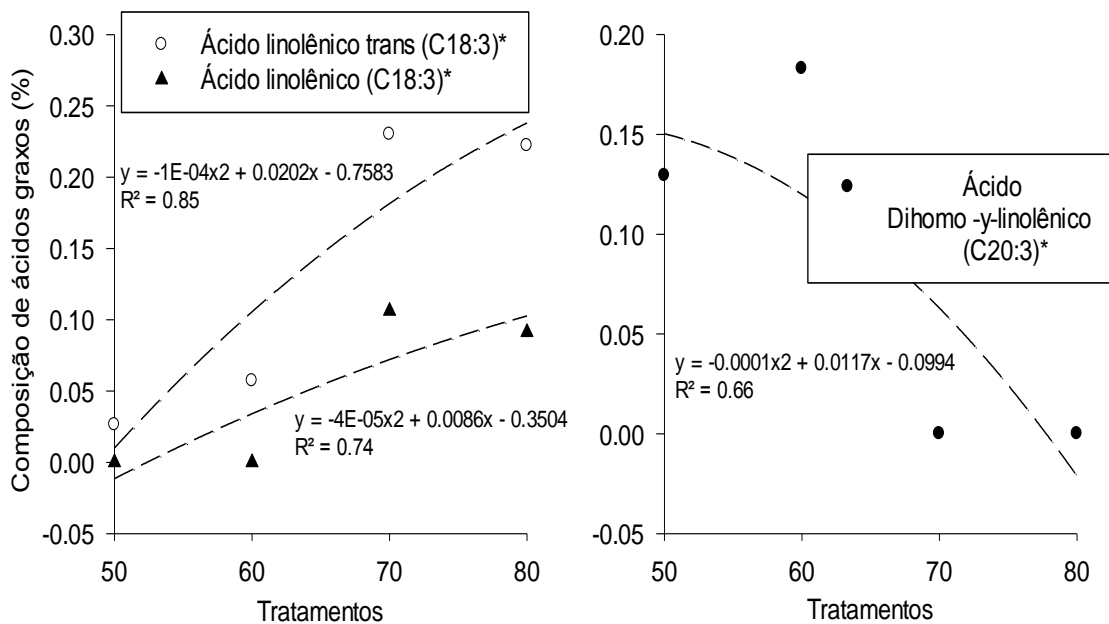 Composição de ácidos graxos (%)
0.30
0.25
0.20
0.15
0.10
0.05
0.00
-0.05
Ácido linolênico trans (C18:3)*
Ácido linolênico (C18:3)*
y = -1E-04x2 + 0.0202x - 0.7583
R² = 0.85
y = -4E-05x2 + 0.0086x - 0.3504
R² = 0.74
50 60 70 80
Tratamentos
0.20
0.15
0.10
0.05
0.00
-0.05
Ácido
Dihomo -y-linolênico
(C20:3)*
y = -0.0001x2 + 0.0117x - 0.0994
R² = 0.66
50 60 70 80
Tratamentos